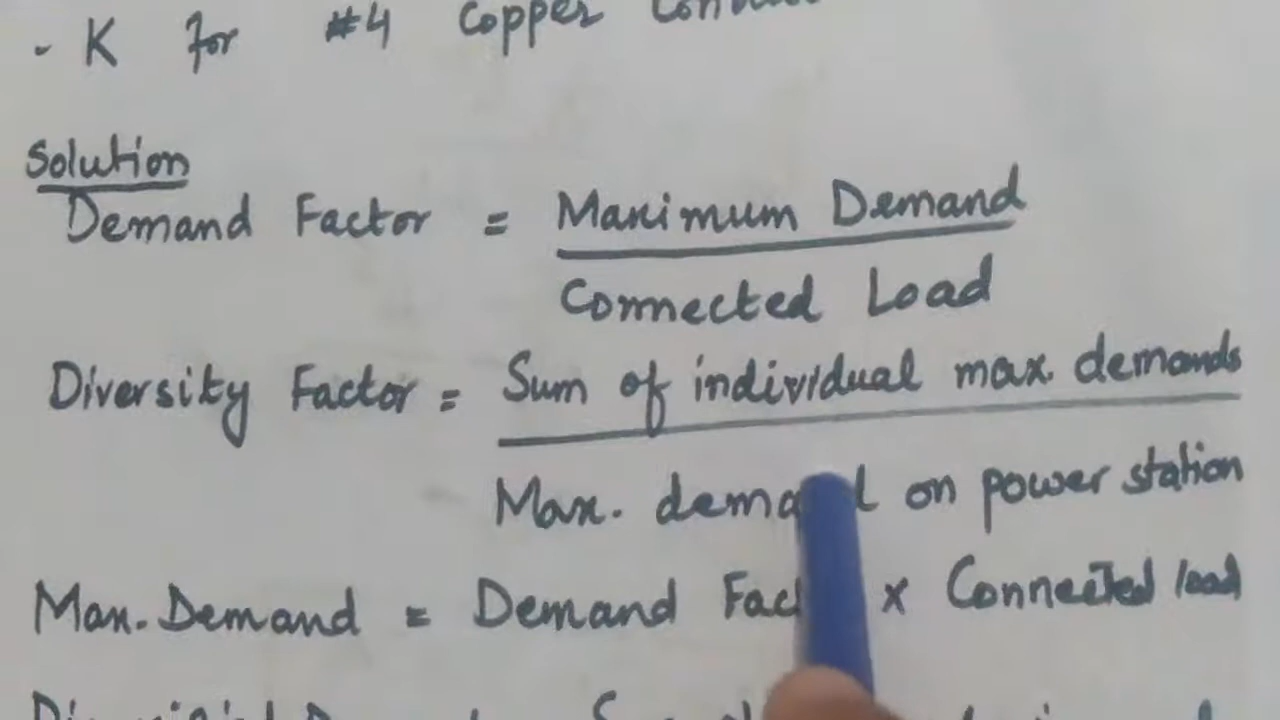 - K for #4 Copper
Solution
Demand Factor = Maximum Demand
Connected Load
Diversity Factor = Sum of individual max. demands
Max. demand on power station
Max. Demand = Demand Fac x Connected load